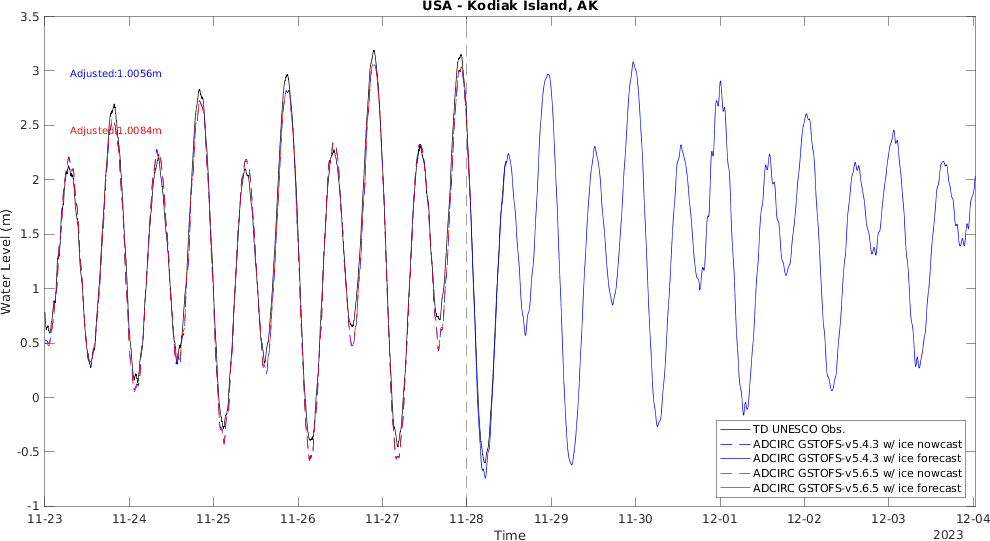 USA - Kodiak Island, AK
3.5
3
2.5
2
1.5
1
0.5
0
-0.5
-1
Water Level (m)
Adjusted:1.0056m
Adjusted:1.0084m
TD UNESCO Obs.
ADCIRC GSTOFS-v5.4.3 w/ ice nowcast
ADCIRC GSTOFS-v5.4.3 w/ ice forecast
ADCIRC GSTOFS-v5.6.5 w/ ice nowcast
ADCIRC GSTOFS-v5.6.5 w/ ice forecast
11-23 11-24 11-25 11-26 11-27 11-28 11-29 11-30 12-01 12-02 12-03 12-04
Time
2023